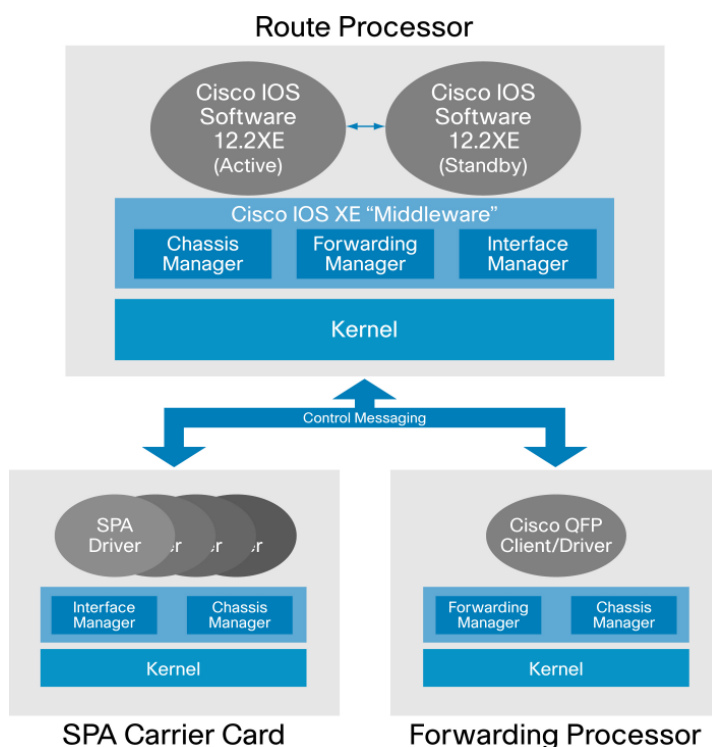 Route Processor
Cisco IOS
Software
12.2XE
(Active)
Cisco IOS
Software
12.2XE
(Standby)
Cisco IOS XE “Middleware”
Chassis
Manager
Forwarding
Manager
Interface
Manager
Kernel
Control Messaging
SPA
Driver
Interface
Manager
Chassis
Manager
Kernel
SPA Carrier Card
Cisco QFP
Client/Driver
Forwarding
Manager
Chassis
Manager
Kernel
Forwarding Processor